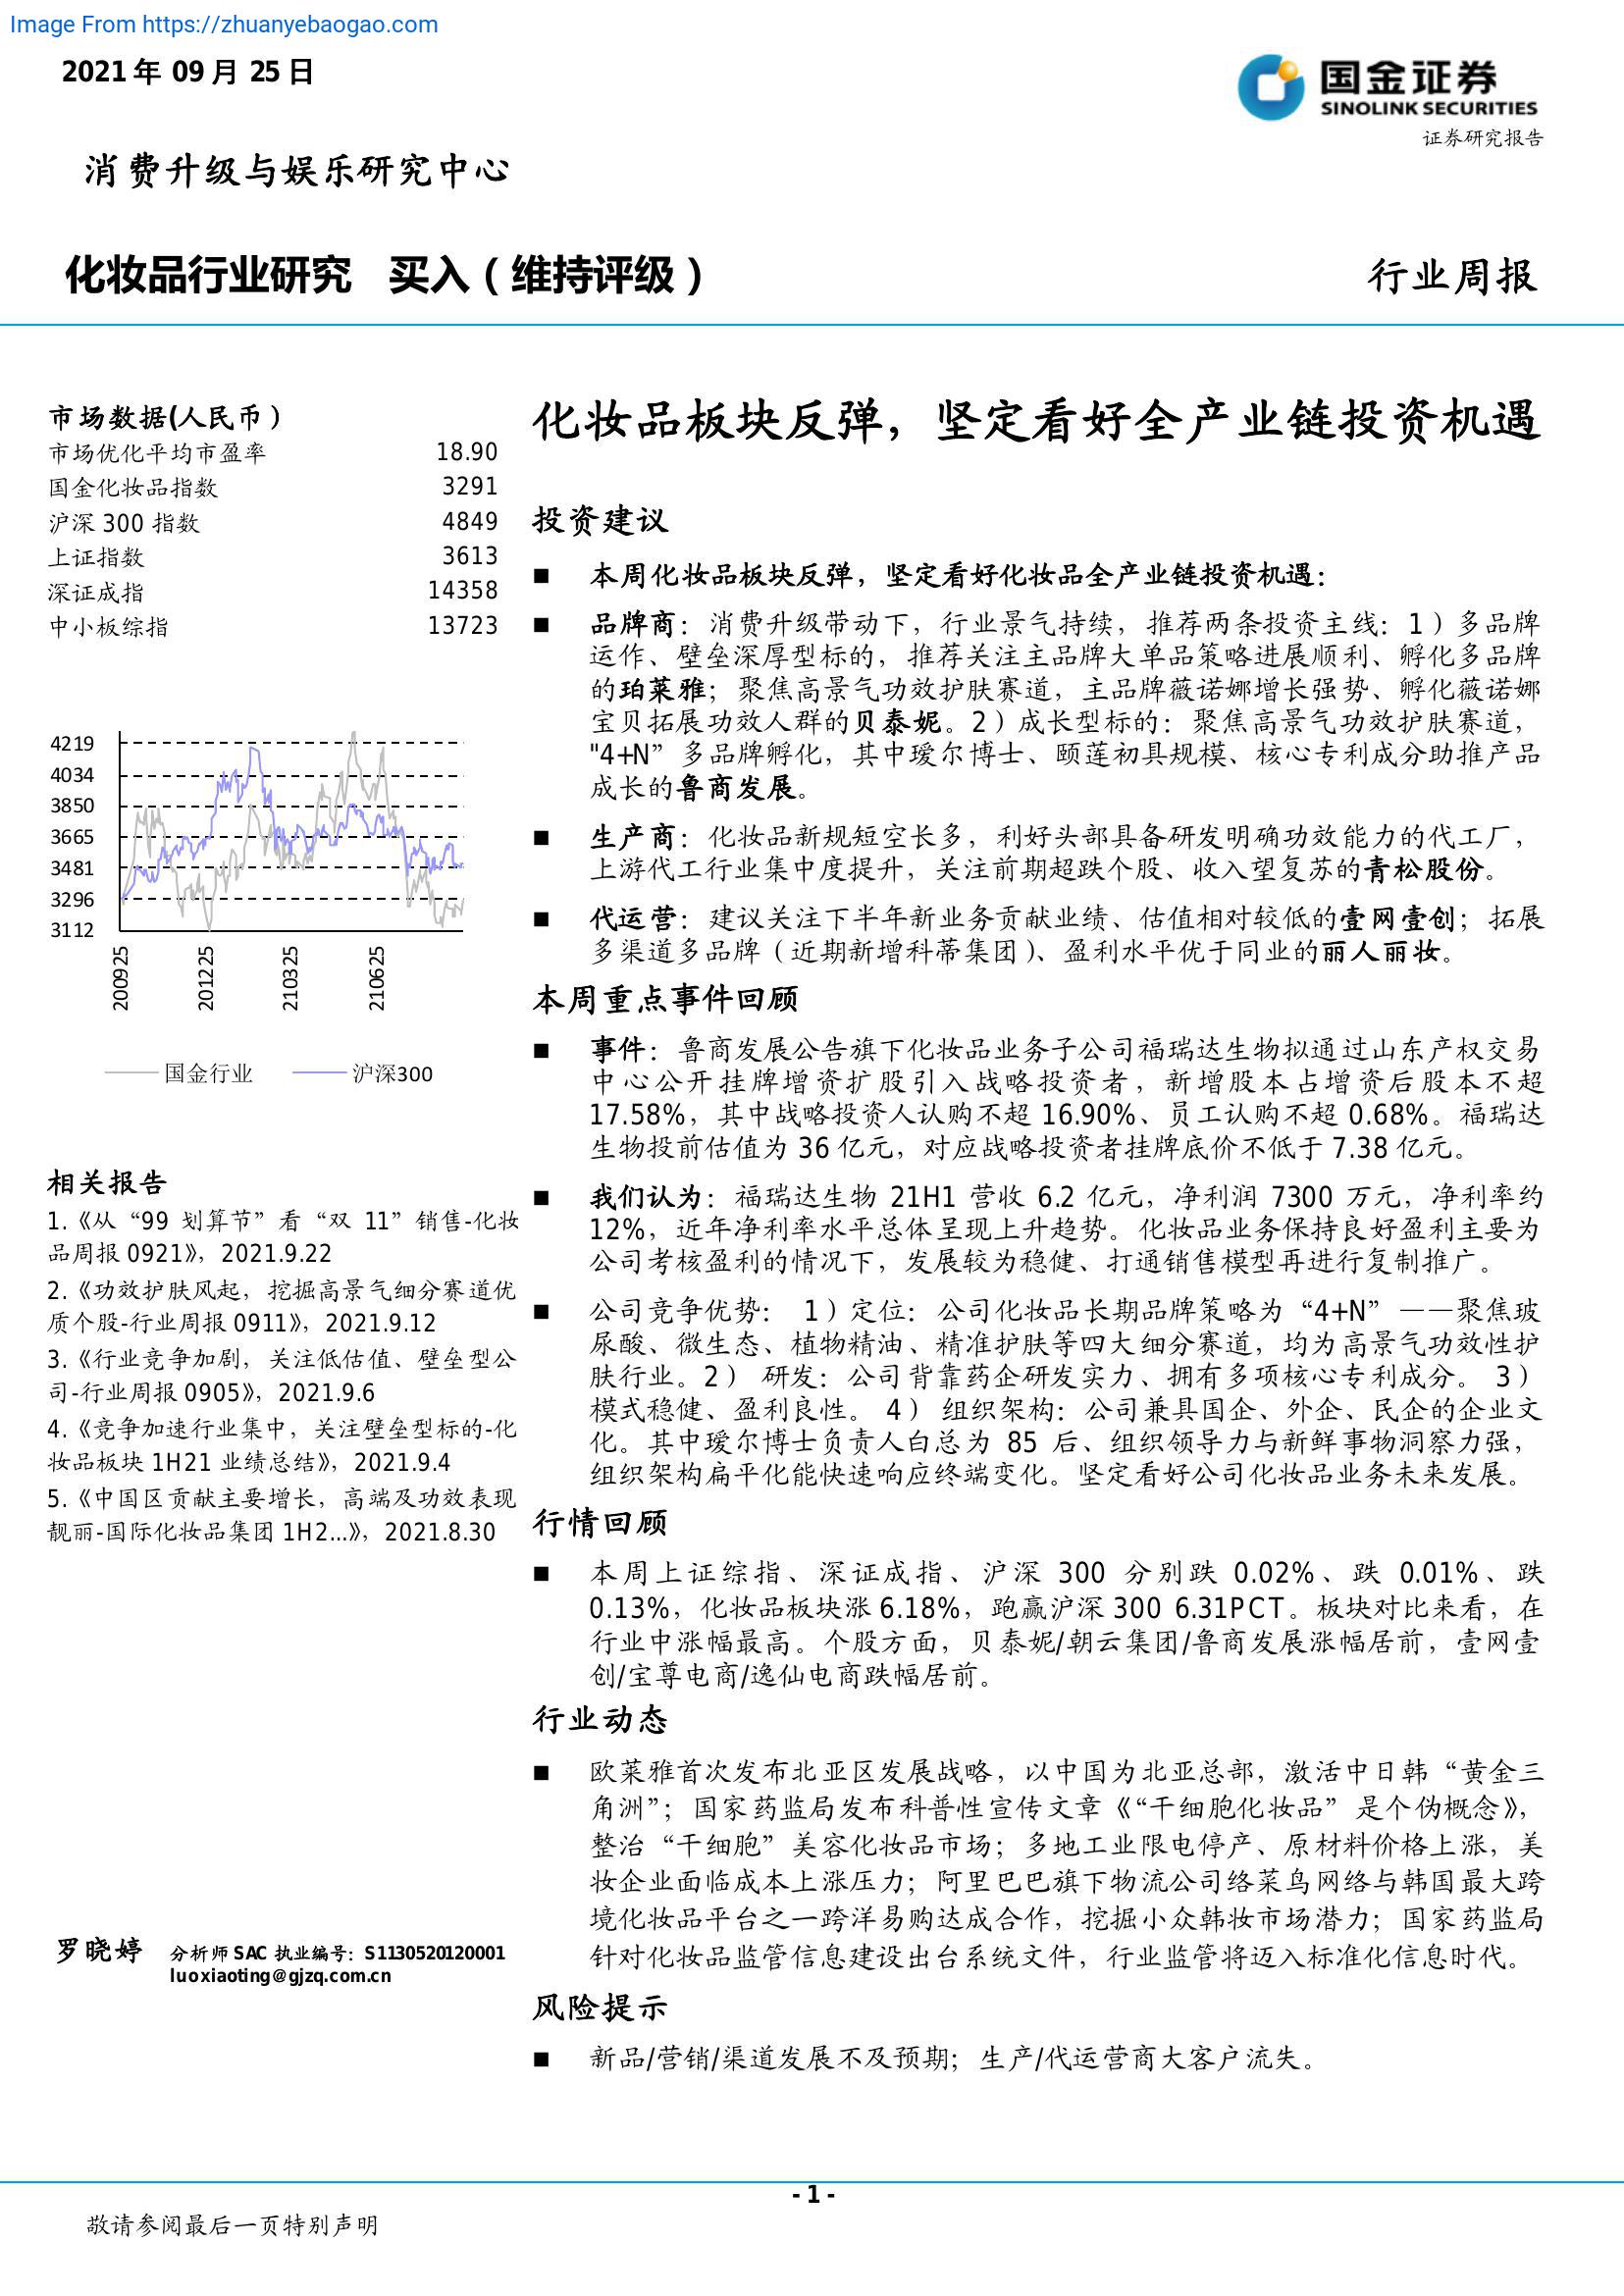 Image From https://zhuanyebaogao.com
2021 年 09 月 25 日
国金证券
SINOLINK SECURITIES
证券研究报告
消费升级与娱乐研究中心
化妆品行业研究 买入（维持评级）
行业周报
市场数据(人民币）
市场优化平均市盈率 18.90
国金化妆品指数 3291
沪深 300 指数 4849
上证指数 3613
深证成指 14358
中小板综指 13723
4219
4034
3850
3665
3481
3296
3112
200925
201225
210325
210625
国金行业 沪深300
相关报告
1.《从“99 划算节”看“双 11”销售-化妆
品周报 0921》，2021.9.22
2.《功效护肤风起，挖掘高景气细分赛道优
质个股-行业周报 0911》，2021.9.12
3.《行业竞争加剧，关注低估值、壁垒型公
司-行业周报 0905》，2021.9.6
4.《竞争加速行业集中，关注壁垒型标的-化
妆品板块 1H21 业绩总结》，2021.9.4
5.《中国区贡献主要增长，高端及功效表现
靓丽-国际化妆品集团 1H2...》，2021.8.30
罗晓婷 分析师 SAC 执业编号：S1130520120001
luoxiaoting@gjzq.com.cn
化妆品板块反弹，坚定看好全产业链投资机遇
投资建议
■ 本周化妆品板块反弹，坚定看好化妆品全产业链投资机遇：
■ 品牌商：消费升级带动下，行业景气持续，推荐两条投资主线：1）多品牌
运作、壁垒深厚型标的，推荐关注主品牌大单品策略进展顺利、孵化多品牌
的珀莱雅；聚焦高景气功效护肤赛道，主品牌薇诺娜增长强势、孵化薇诺娜
宝贝拓展功效人群的贝泰妮。2）成长型标的：聚焦高景气功效护肤赛道，
"4+N” 多品牌孵化，其中瑷尔博士、颐莲初具规模、核心专利成分助推产品
成长的鲁商发展。
■ 生产商：化妆品新规短空长多，利好头部具备研发明确功效能力的代工厂，
上游代工行业集中度提升，关注前期超跌个股、收入望复苏的青松股份。
■ 代运营：建议关注下半年新业务贡献业绩、估值相对较低的壹网壹创；拓展
多渠道多品牌（近期新增科蒂集团）、盈利水平优于同业的丽人丽妆。
本周重点事件回顾
■ 事件：鲁商发展公告旗下化妆品业务子公司福瑞达生物拟通过山东产权交易
中心公开挂牌增资扩股引入战略投资者，新增股本占增资后股本不超
17.58%，其中战略投资人认购不超 16.90%、员工认购不超 0.68%。福瑞达
生物投前估值为 36 亿元，对应战略投资者挂牌底价不低于 7.38 亿元。
■ 我们认为：福瑞达生物 21H1 营收 6.2 亿元，净利润 7300 万元，净利率约
12%，近年净利率水平总体呈现上升趋势。化妆品业务保持良好盈利主要为
公司考核盈利的情况下，发展较为稳健、打通销售模型再进行复制推广。
■ 公司竞争优势： 1）定位：公司化妆品长期品牌策略为“4+N”——聚焦玻
尿酸、微生态、植物精油、精准护肤等四大细分赛道，均为高景气功效性护
肤行业。2） 研发：公司背靠药企研发实力、拥有多项核心专利成分。 3）
模式稳健、盈利良性。 4） 组织架构：公司兼具国企、外企、民企的企业文
化。其中瑷尔博士负责人白总为 85 后、组织领导力与新鲜事物洞察力强，
组织架构扁平化能快速响应终端变化。坚定看好公司化妆品业务未来发展。
行情回顾
■ 本周上证综指、深证成指、沪深 300 分别跌 0.02%、跌 0.01%、跌
0.13%，化妆品板块涨 6.18%，跑赢沪深 300 6.31PCT。板块对比来看，在
行业中涨幅最高。个股方面，贝泰妮/朝云集团/鲁商发展涨幅居前，壹网壹
创/宝尊电商/逸仙电商跌幅居前。
行业动态
■ 欧莱雅首次发布北亚区发展战略，以中国为北亚总部，激活中日韩“黄金三
角洲”；国家药监局发布科普性宣传文章《“干细胞化妆品”是个伪概念》，
整治“干细胞”美容化妆品市场；多地工业限电停产、原材料价格上涨，美
妆企业面临成本上涨压力；阿里巴巴旗下物流公司络菜鸟网络与韩国最大跨
境化妆品平台之一跨洋易购达成合作，挖掘小众韩妆市场潜力；国家药监局
针对化妆品监管信息建设出台系统文件，行业监管将迈入标准化信息时代。
风险提示
■ 新品/营销/渠道发展不及预期；生产/代运营商大客户流失。
- 1 -
敬请参阅最后一页特别声明